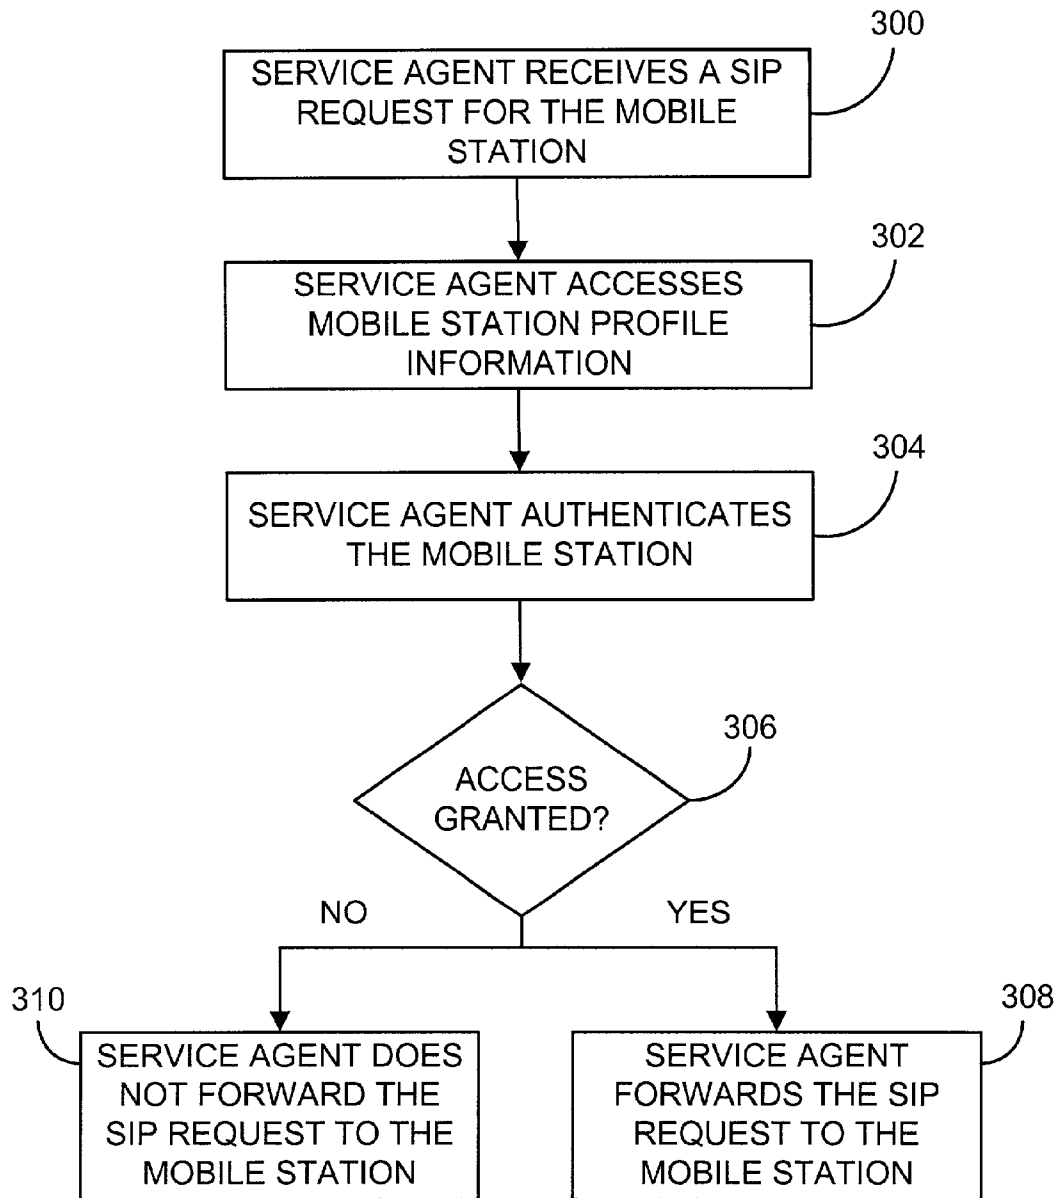 300
SERVICE AGENT RECEIVES A SIP
REQUEST FOR THE MOBILE
STATION
302
SERVICE AGENT ACCESSES
MOBILE STATION PROFILE
INFORMATION
304
SERVICE AGENT AUTHENTICATES
THE MOBILE STATION
306
ACCESS
GRANTED?
NO
YES
310
SERVICE AGENT DOES
NOT FORWARD THE
SIP REQUEST TO THE
MOBILE STATION
308
SERVICE AGENT
FORWARDS THE SIP
REQUEST TO THE
MOBILE STATION